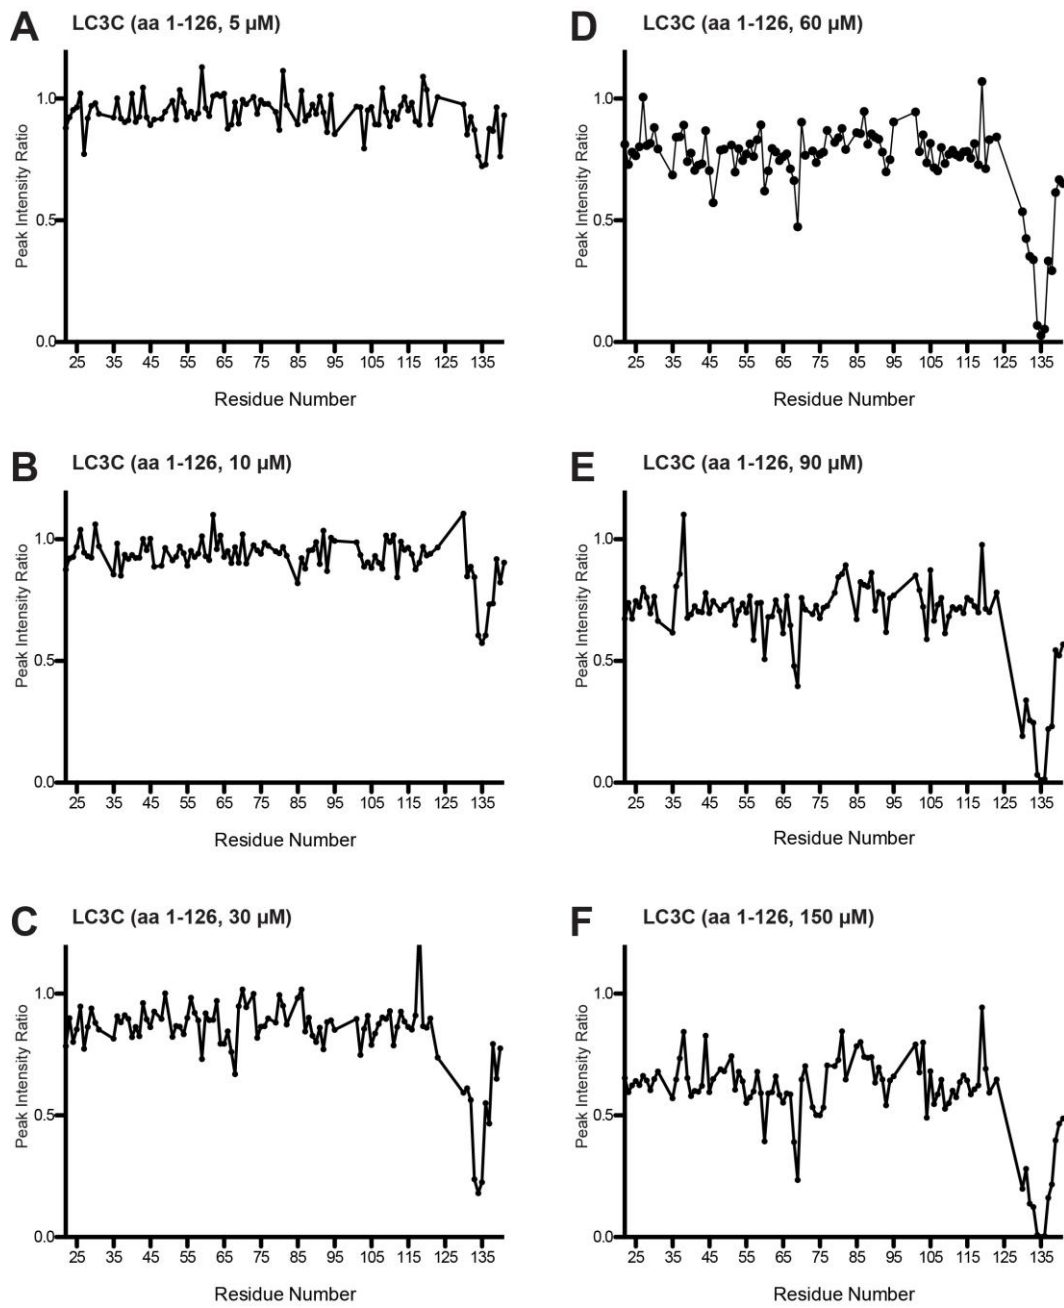 A LC3C (aa 1-126, 5 µM)
Peak Intensity Ratio
1.0
0.5
0.0
25 35 45 55 65 75 85 95 105 115 125 135
Residue Number
B LC3C (aa 1-126, 10 µM)
Peak Intensity Ratio
1.0
0.5
0.0
25 35 45 55 65 75 85 95 105 115 125 135
Residue Number
C LC3C (aa 1-126, 30 µM)
Peak Intensity Ratio
1.0
0.5
0.0
25 35 45 55 65 75 85 95 105 115 125 135
Residue Number
D LC3C (aa 1-126, 60 µM)
Peak Intensity Ratio
1.0
0.5
0.0
25 35 45 55 65 75 85 95 105 115 125 135
Residue Number
E LC3C (aa 1-126, 90 µM)
Peak Intensity Ratio
1.0
0.5
0.0
25 35 45 55 65 75 85 95 105 115 125 135
Residue Number
F LC3C (aa 1-126, 150 µM)
Peak Intensity Ratio
1.0
0.5
0.0
25 35 45 55 65 75 85 95 105 115 125 135
Residue Number